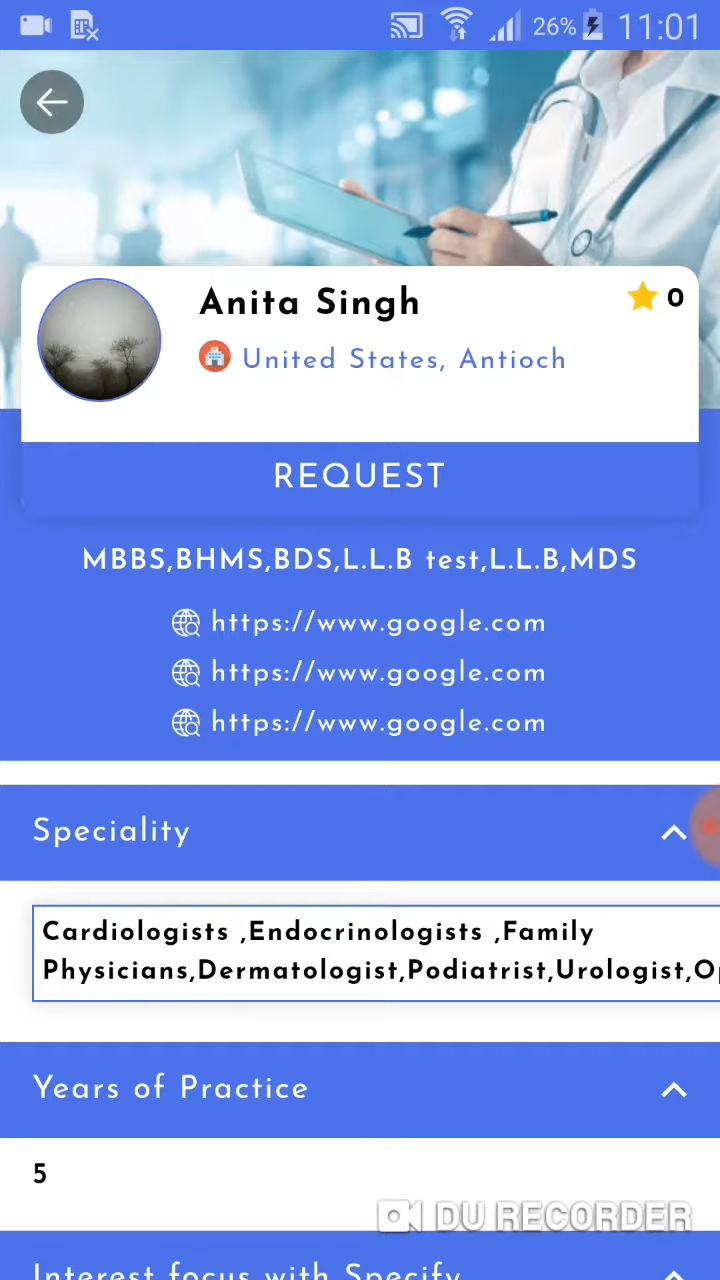 26% 11:01
Anita Singh
0
United States, Antioch
REQUEST
MBBS,BHMS,BDS,L.L.B test,L.L.B,MDS
https://www.google.com
https://www.google.com
https://www.google.com
Speciality
Cardiologists ,Endocrinologists ,Family
Physicians,Dermatologist,Podiatrist,Urologist,
Years of Practice
5
DU RECORDER
Interest focus with Specify